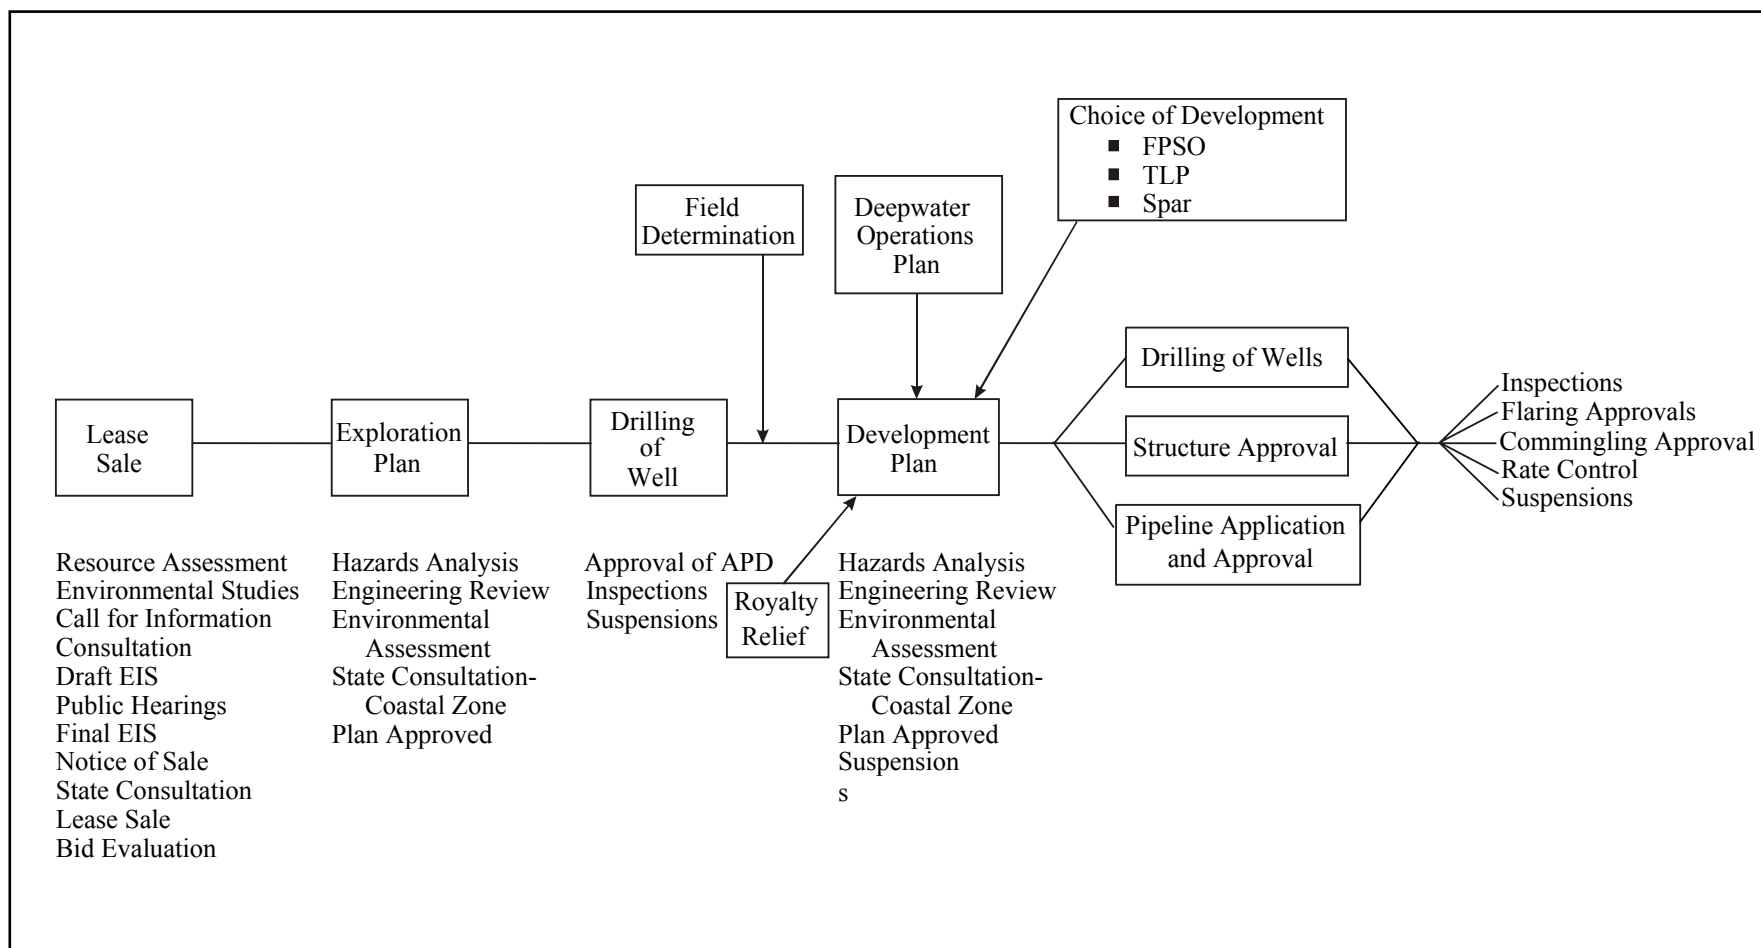 Choice of Development
■ FPSO
■ TLP
■ Spar
Field
Determination
Deepwater
Operations
Plan
Lease
Sale
Exploration
Plan
Drilling
of
Well
Development
Plan
Drilling of Wells
Structure Approval
Pipeline Application
and Approval
Inspections
Flaring Approvals
Commingling Approval
Rate Control
Suspensions
Resource Assessment
Environmental Studies
Call for Information
Consultation
Draft EIS
Public Hearings
Final EIS
Notice of Sale
State Consultation
Lease Sale
Bid Evaluation
Hazards Analysis
Engineering Review
Environmental
Assessment
State Consultation-
Coastal Zone
Plan Approved
Approval of APD
Inspections
Suspensions
Royalty
Relief
Hazards Analysis
Engineering Review
Environmental
Assessment
State Consultation-
Coastal Zone
Plan Approved
Suspension
s